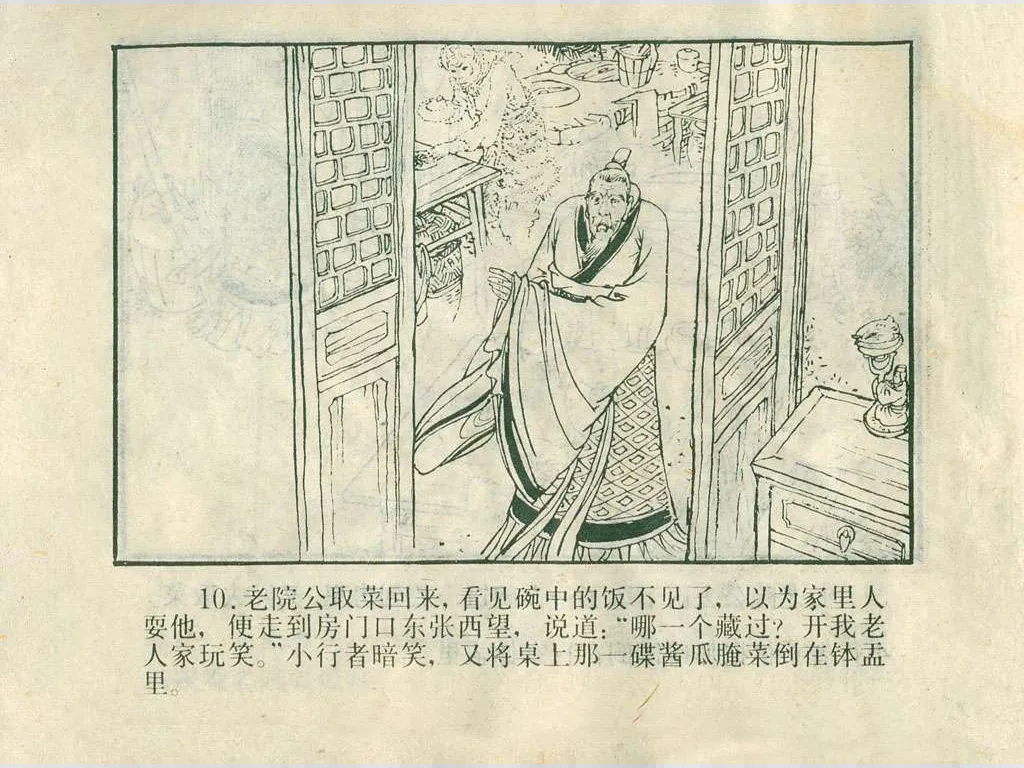 10.老院公取菜回来，看见碗中的饭不见了，以为家里人
耍他，便走到房门口东张西望，说道：“哪一个藏过？开我老
人家玩笑。”小行者暗笑，又将桌上那一碟酱瓜腌菜倒在钵盂
里。